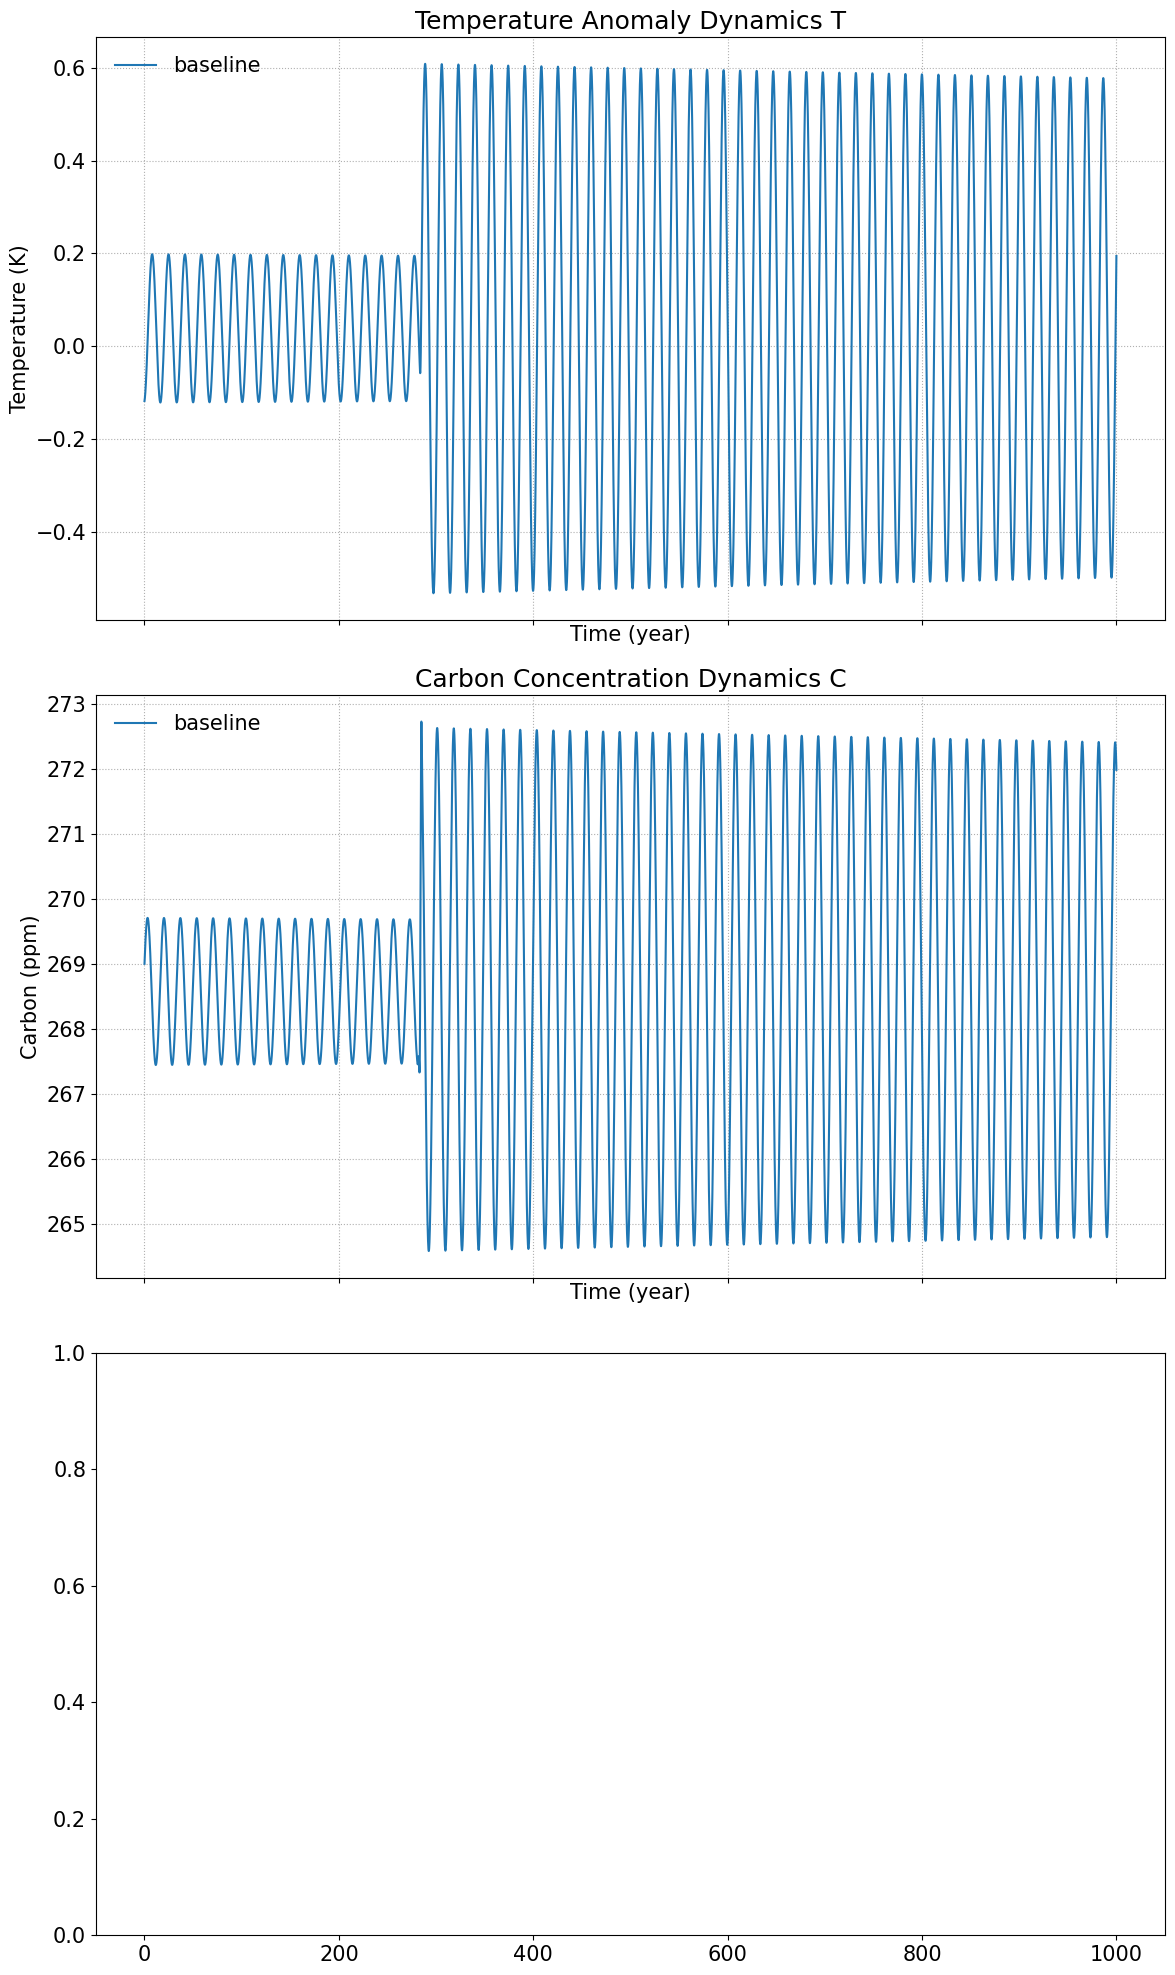 Temperature Anomaly Dynamics T
baseline
0.6
0.4
0.2
0.0
−0.2
−0.4
Temperature (K)
Time (year)
Carbon Concentration Dynamics C
baseline
273
272
271
270
269
268
267
266
265
Carbon (ppm)
Time (year)
1.0
0.8
0.6
0.4
0.2
0.0
0 200 400 600 800 1000